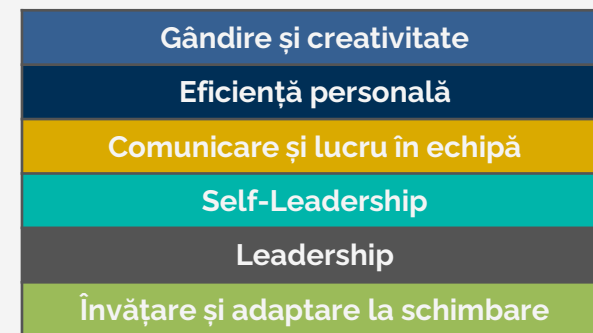 Gândire și creativitate
Eficiență personală
Comunicare și lucru în echipă
Self-Leadership
Leadership
Învățare și adaptare la schimbare